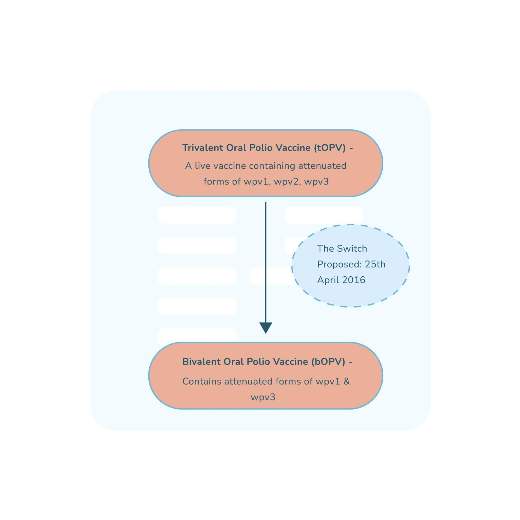 Trivalent Oral Polio Vaccine (tOPV) -
A live vaccine containing attenuated
forms of wpv1, wpv2, wpv3
The Switch
Proposed: 25th
April 2016
Bivalent Oral Polio Vaccine (bOPV) -
Contains attenuated forms of wpv1 &
wpv3